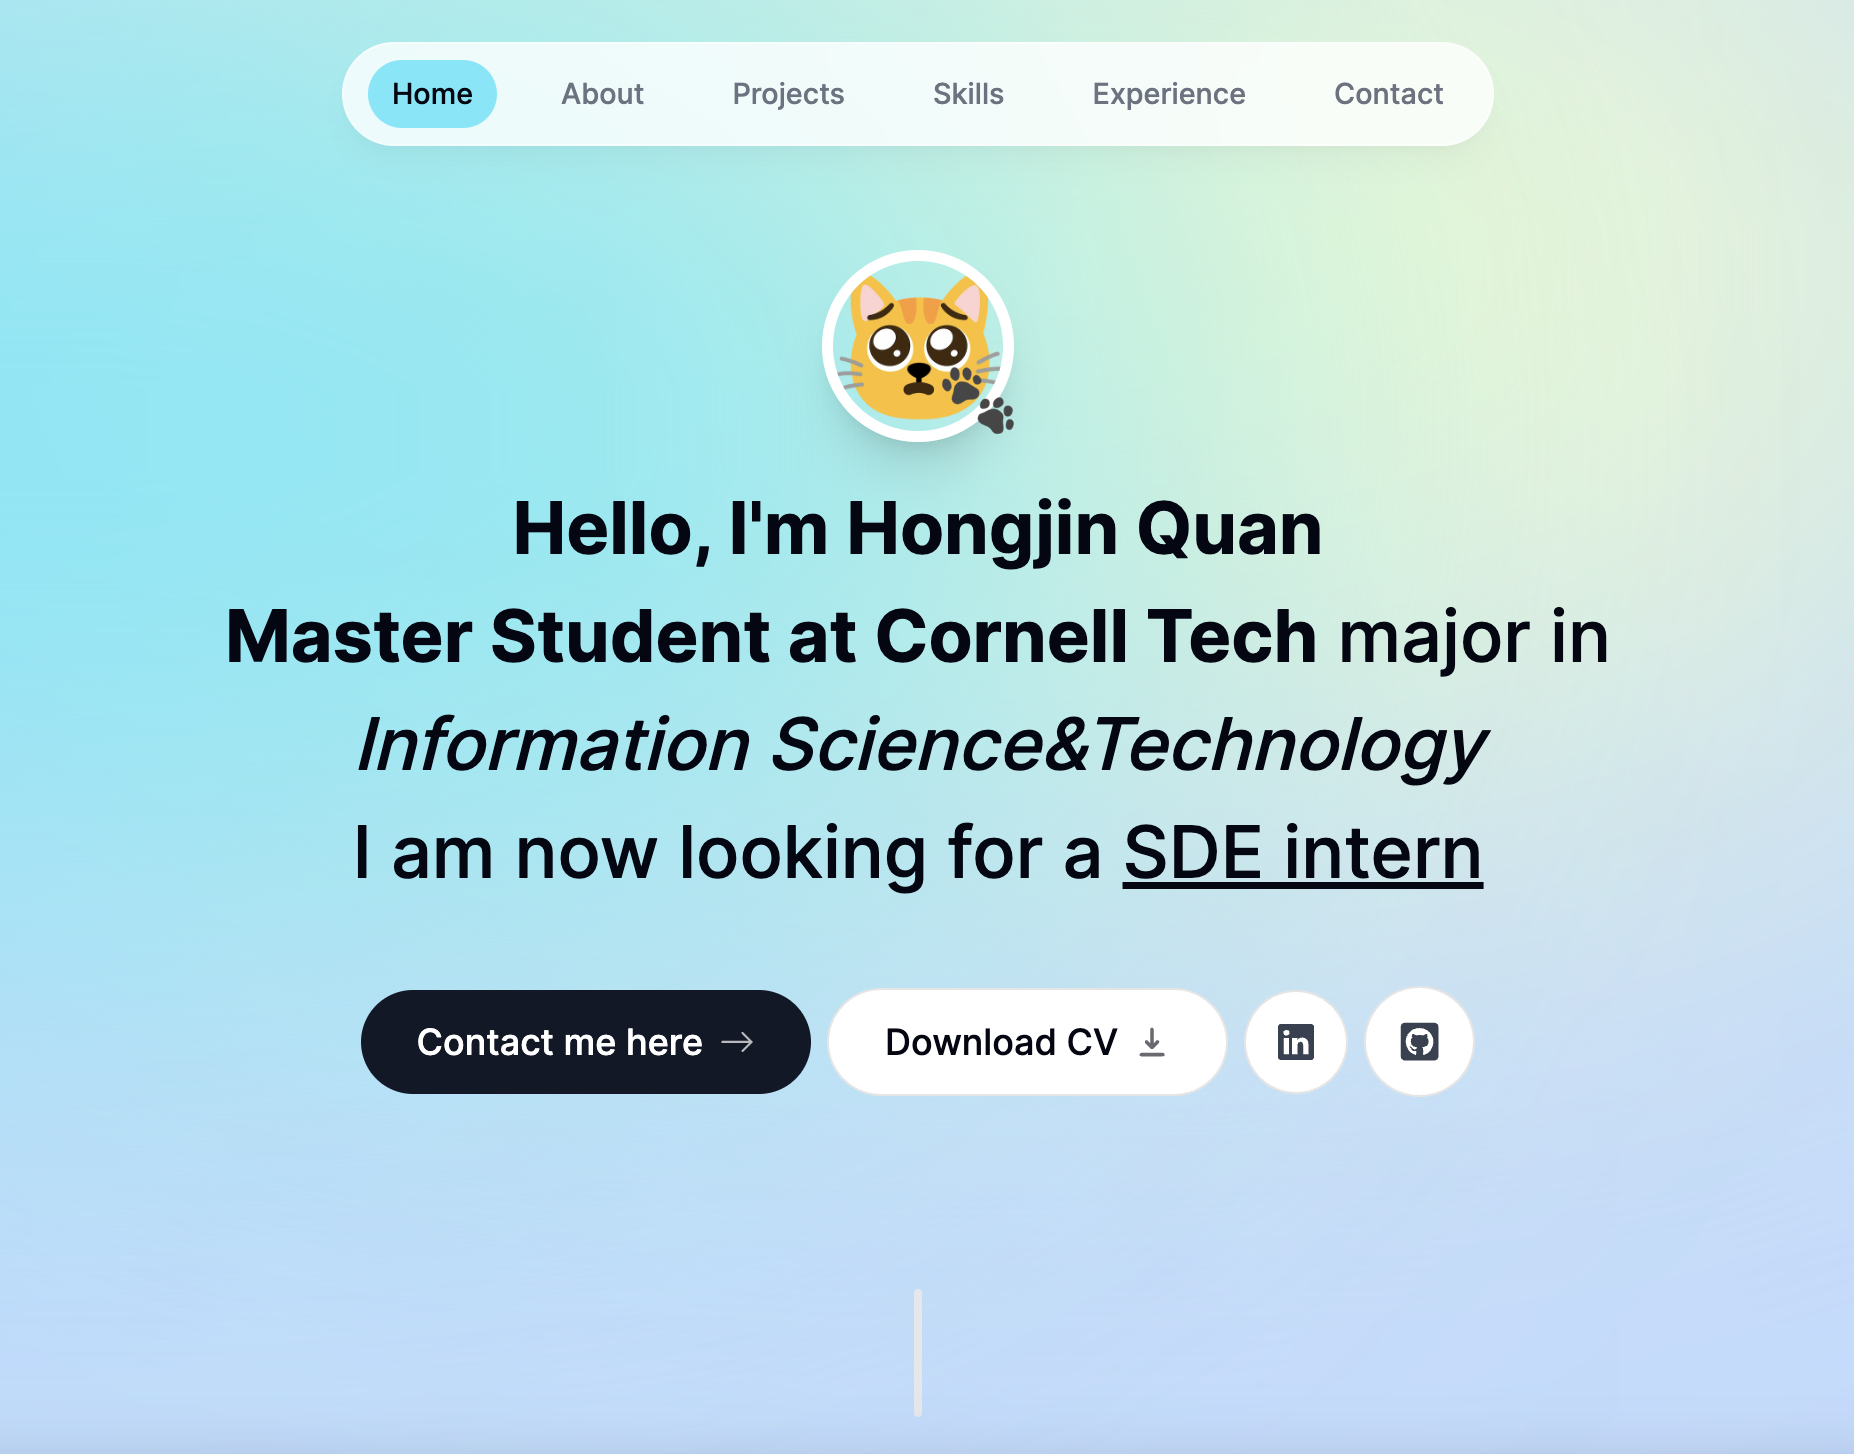 Home About Projects Skills Experience Contact
Hello, I'm Hongjin Quan
Master Student at Cornell Tech major in
Information Science&Technology
I am now looking for a SDE intern
Contact me here Download CV in